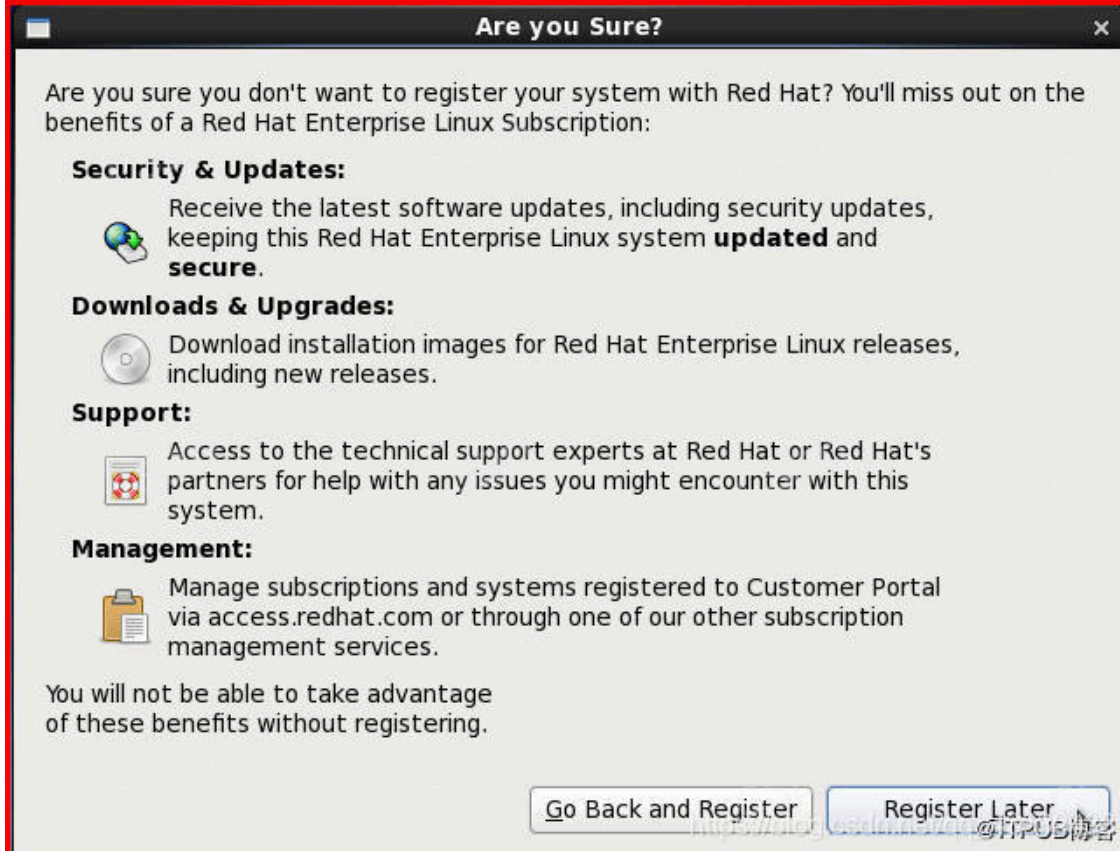 Are you Sure?
Are you sure you don't want to register your system with Red Hat? You'll miss out on the
benefits of a Red Hat Enterprise Linux Subscription:
Security & Updates:
Receive the latest software updates, including security updates,
keeping this Red Hat Enterprise Linux system updated and
secure.
Downloads & Upgrades:
Download installation images for Red Hat Enterprise Linux releases,
including new releases.
Support:
Access to the technical support experts at Red Hat or Red Hat's
partners for help with any issues you might encounter with this
system.
Management:
Manage subscriptions and systems registered to Customer Portal
via access.redhat.com or through one of our other subscription
management services.
You will not be able to take advantage
of these benefits without registering.
Go Back and Register
Register Later
@ITPUB博客